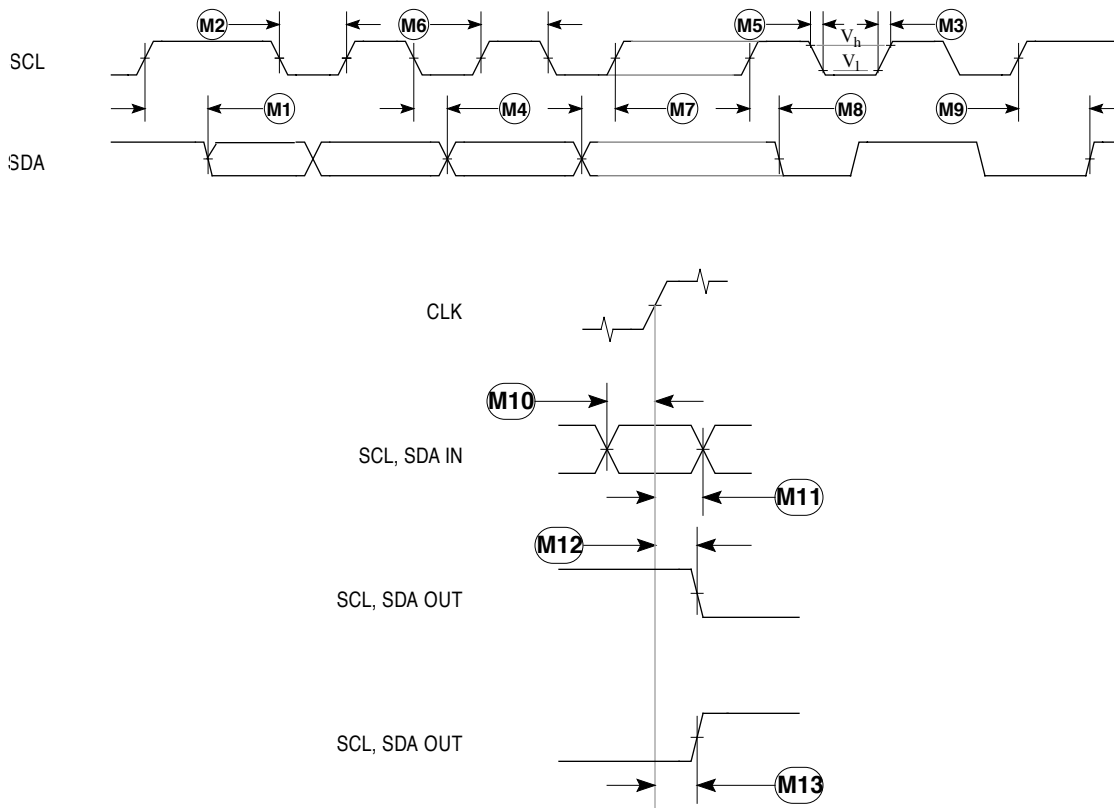 M2 M6 M5 Vh M3
Vl
SCL
M1 M4 M7 M8 M9
SDA
CLK
M10
SCL, SDA IN
M11
M12
SCL, SDA OUT
SCL, SDA OUT
M13